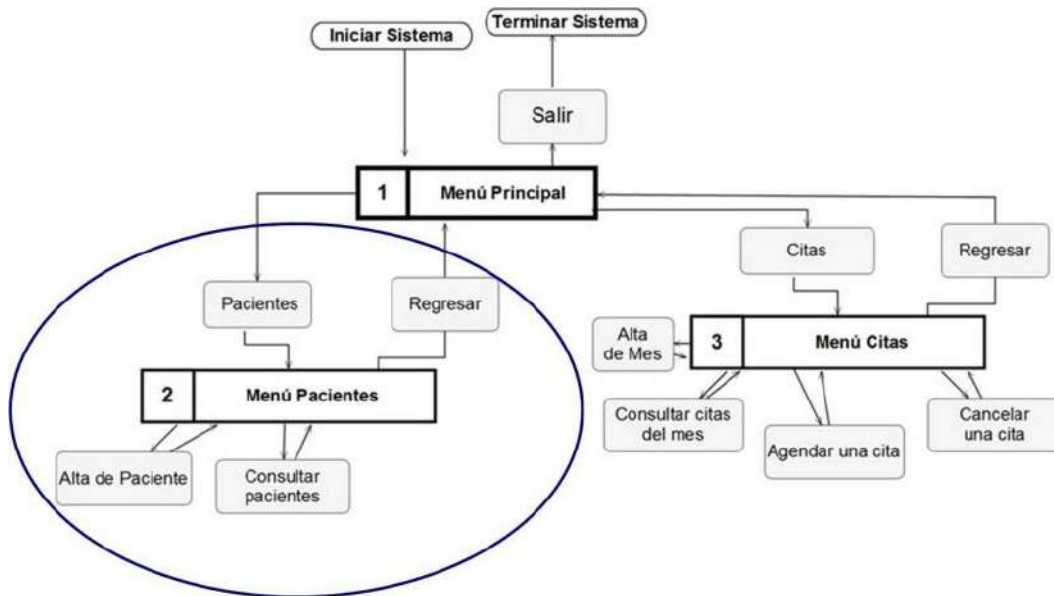 Terminar Sistema
Iniciar Sistema
Salir
1
Menú Principal
Citas
Regresar
Pacientes
Regresar
Alta
de Mes
3
Menú Citas
2
Menú Pacientes
Consultar citas
del mes
Agendar una cita
Cancelar
una cita
Alta de Paciente
Consultar
pacientes